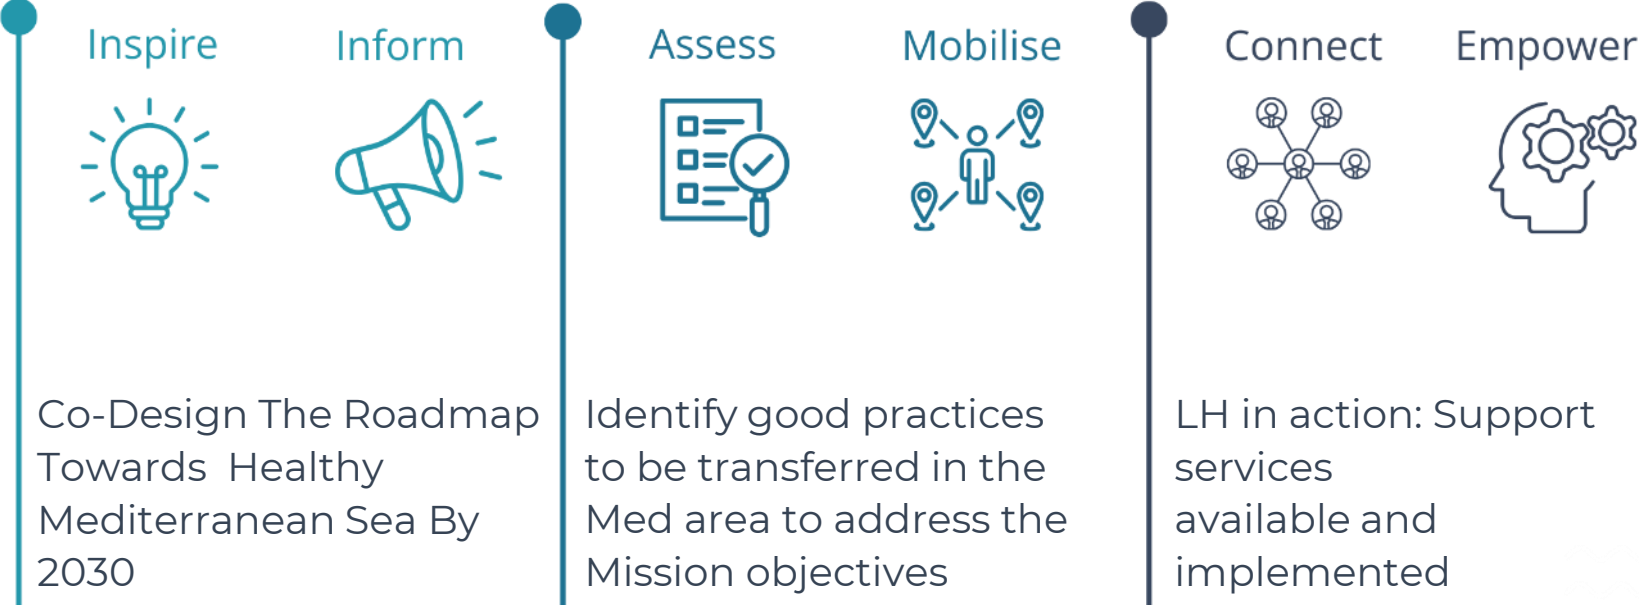 Inspire
Inform
Assess
Mobilise
Connect
Empower
Co-Design The Roadmap
Towards  Healthy
Mediterranean Sea By
2030
Identify good practices
to be transferred in the
Med area to address the
Mission objectives
LH in action: Support
services
available and
implemented